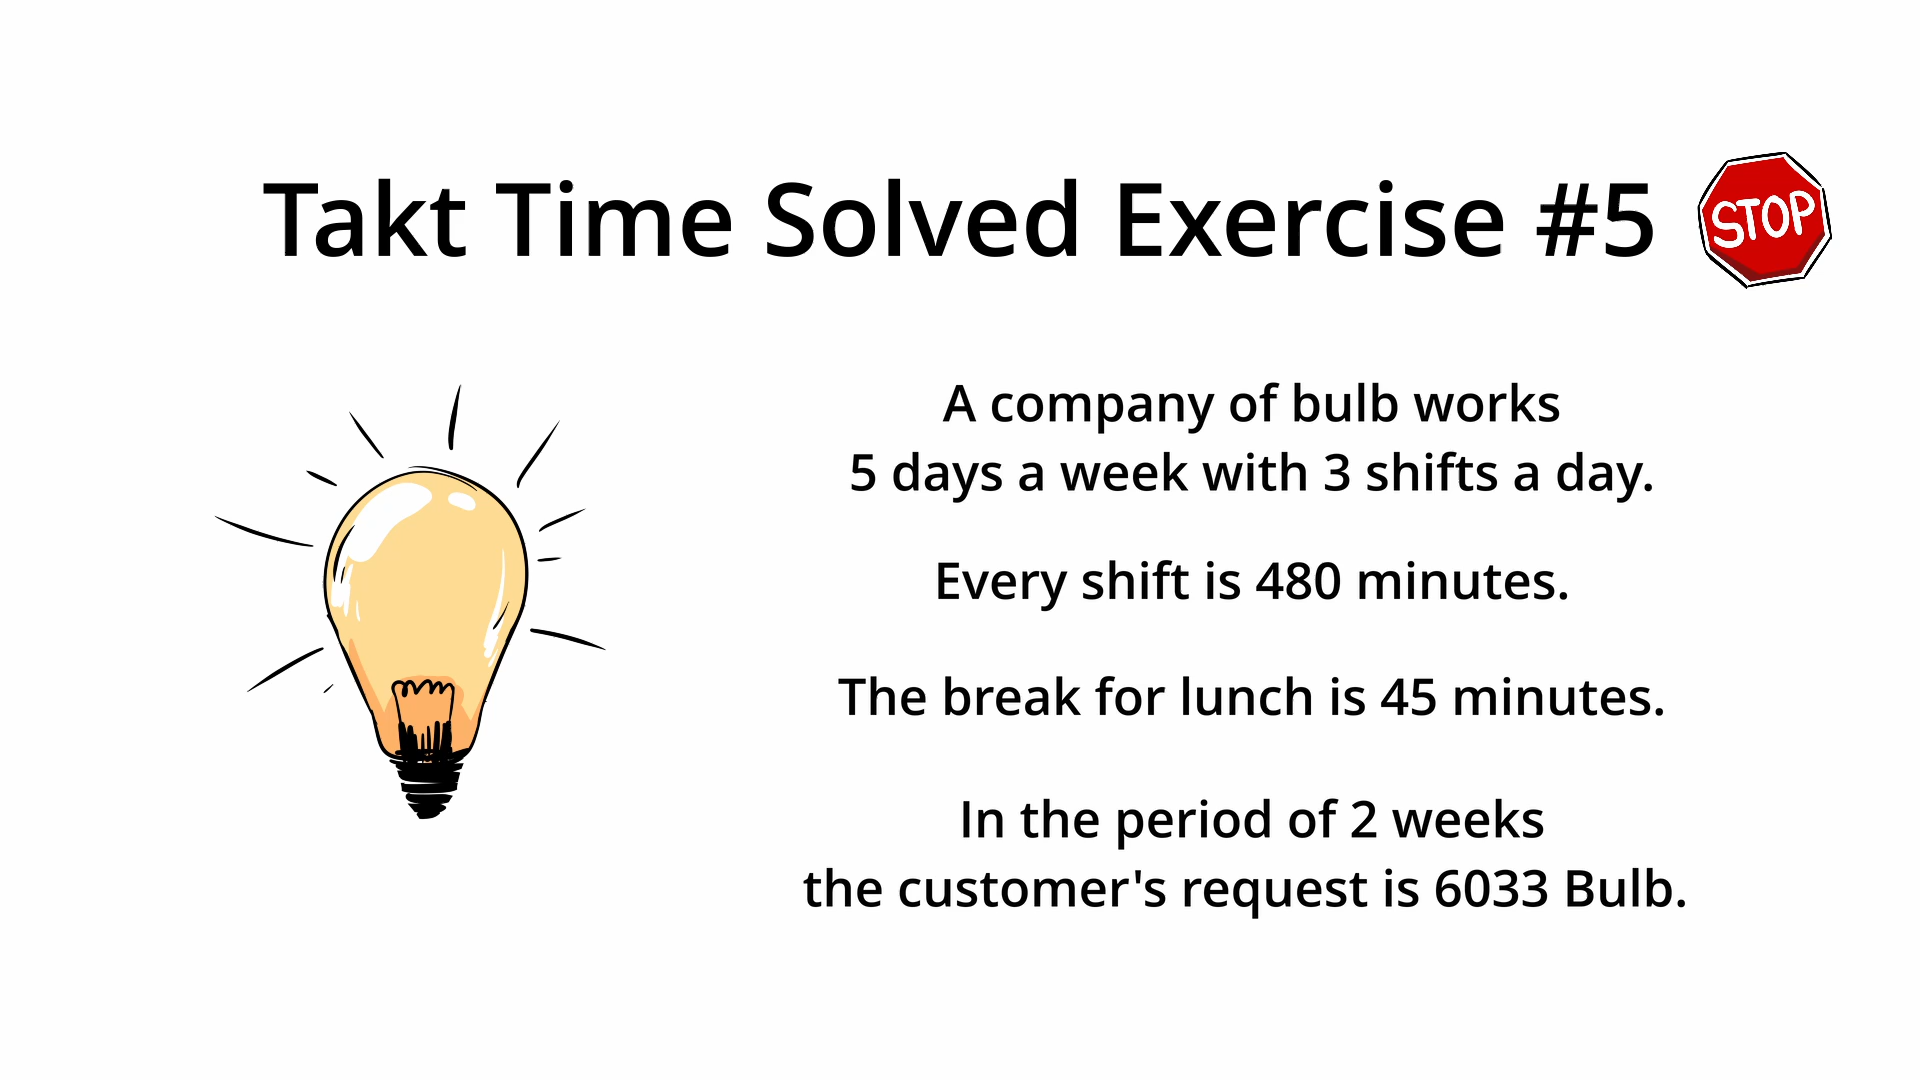 Takt Time Solved Exercise #5
STOP
A company of bulb works
5 days a week with 3 shifts a day.
Every shift is 480 minutes.
The break for lunch is 45 minutes.
In the period of 2 weeks
the customer's request is 6033 Bulb.